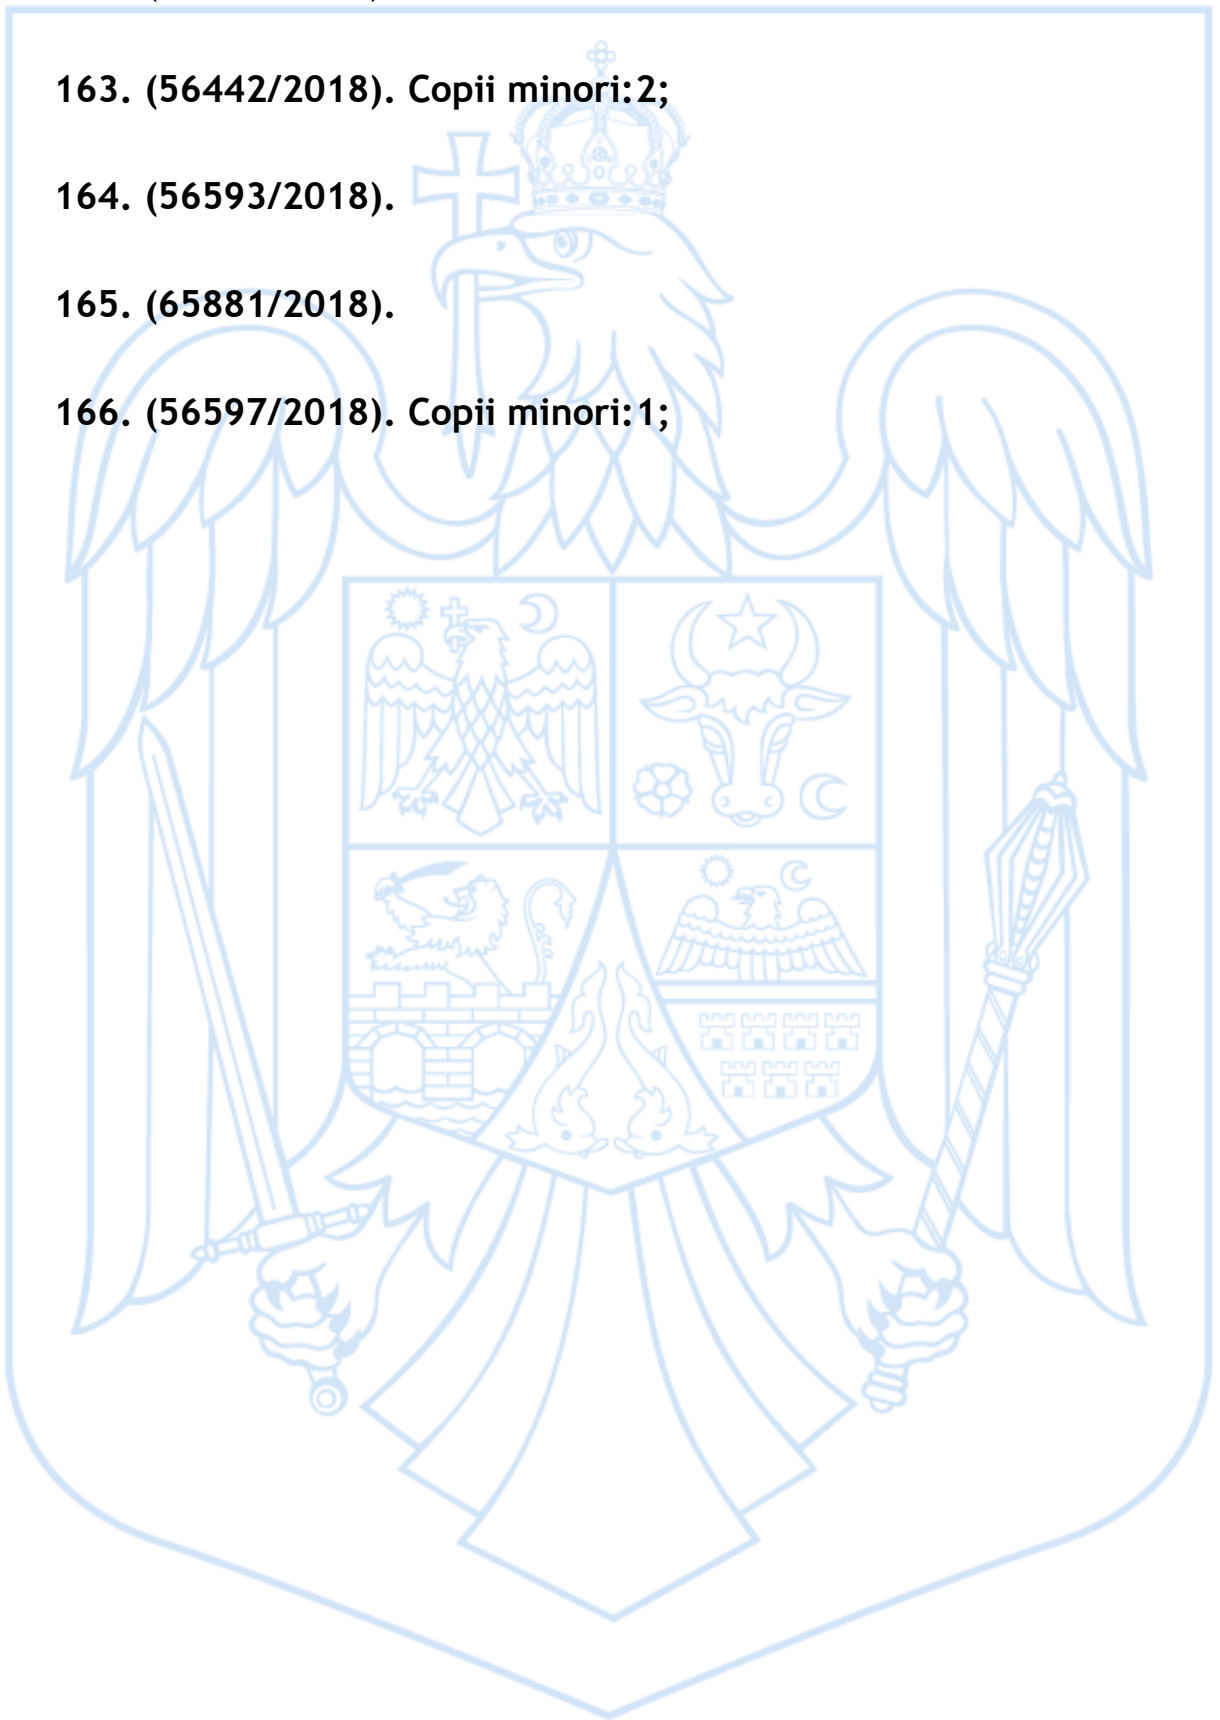 163. (56442/2018). Copii minori:2;
164. (56593/2018).
165. (65881/2018).
166. (56597/2018). Copii minori:1;